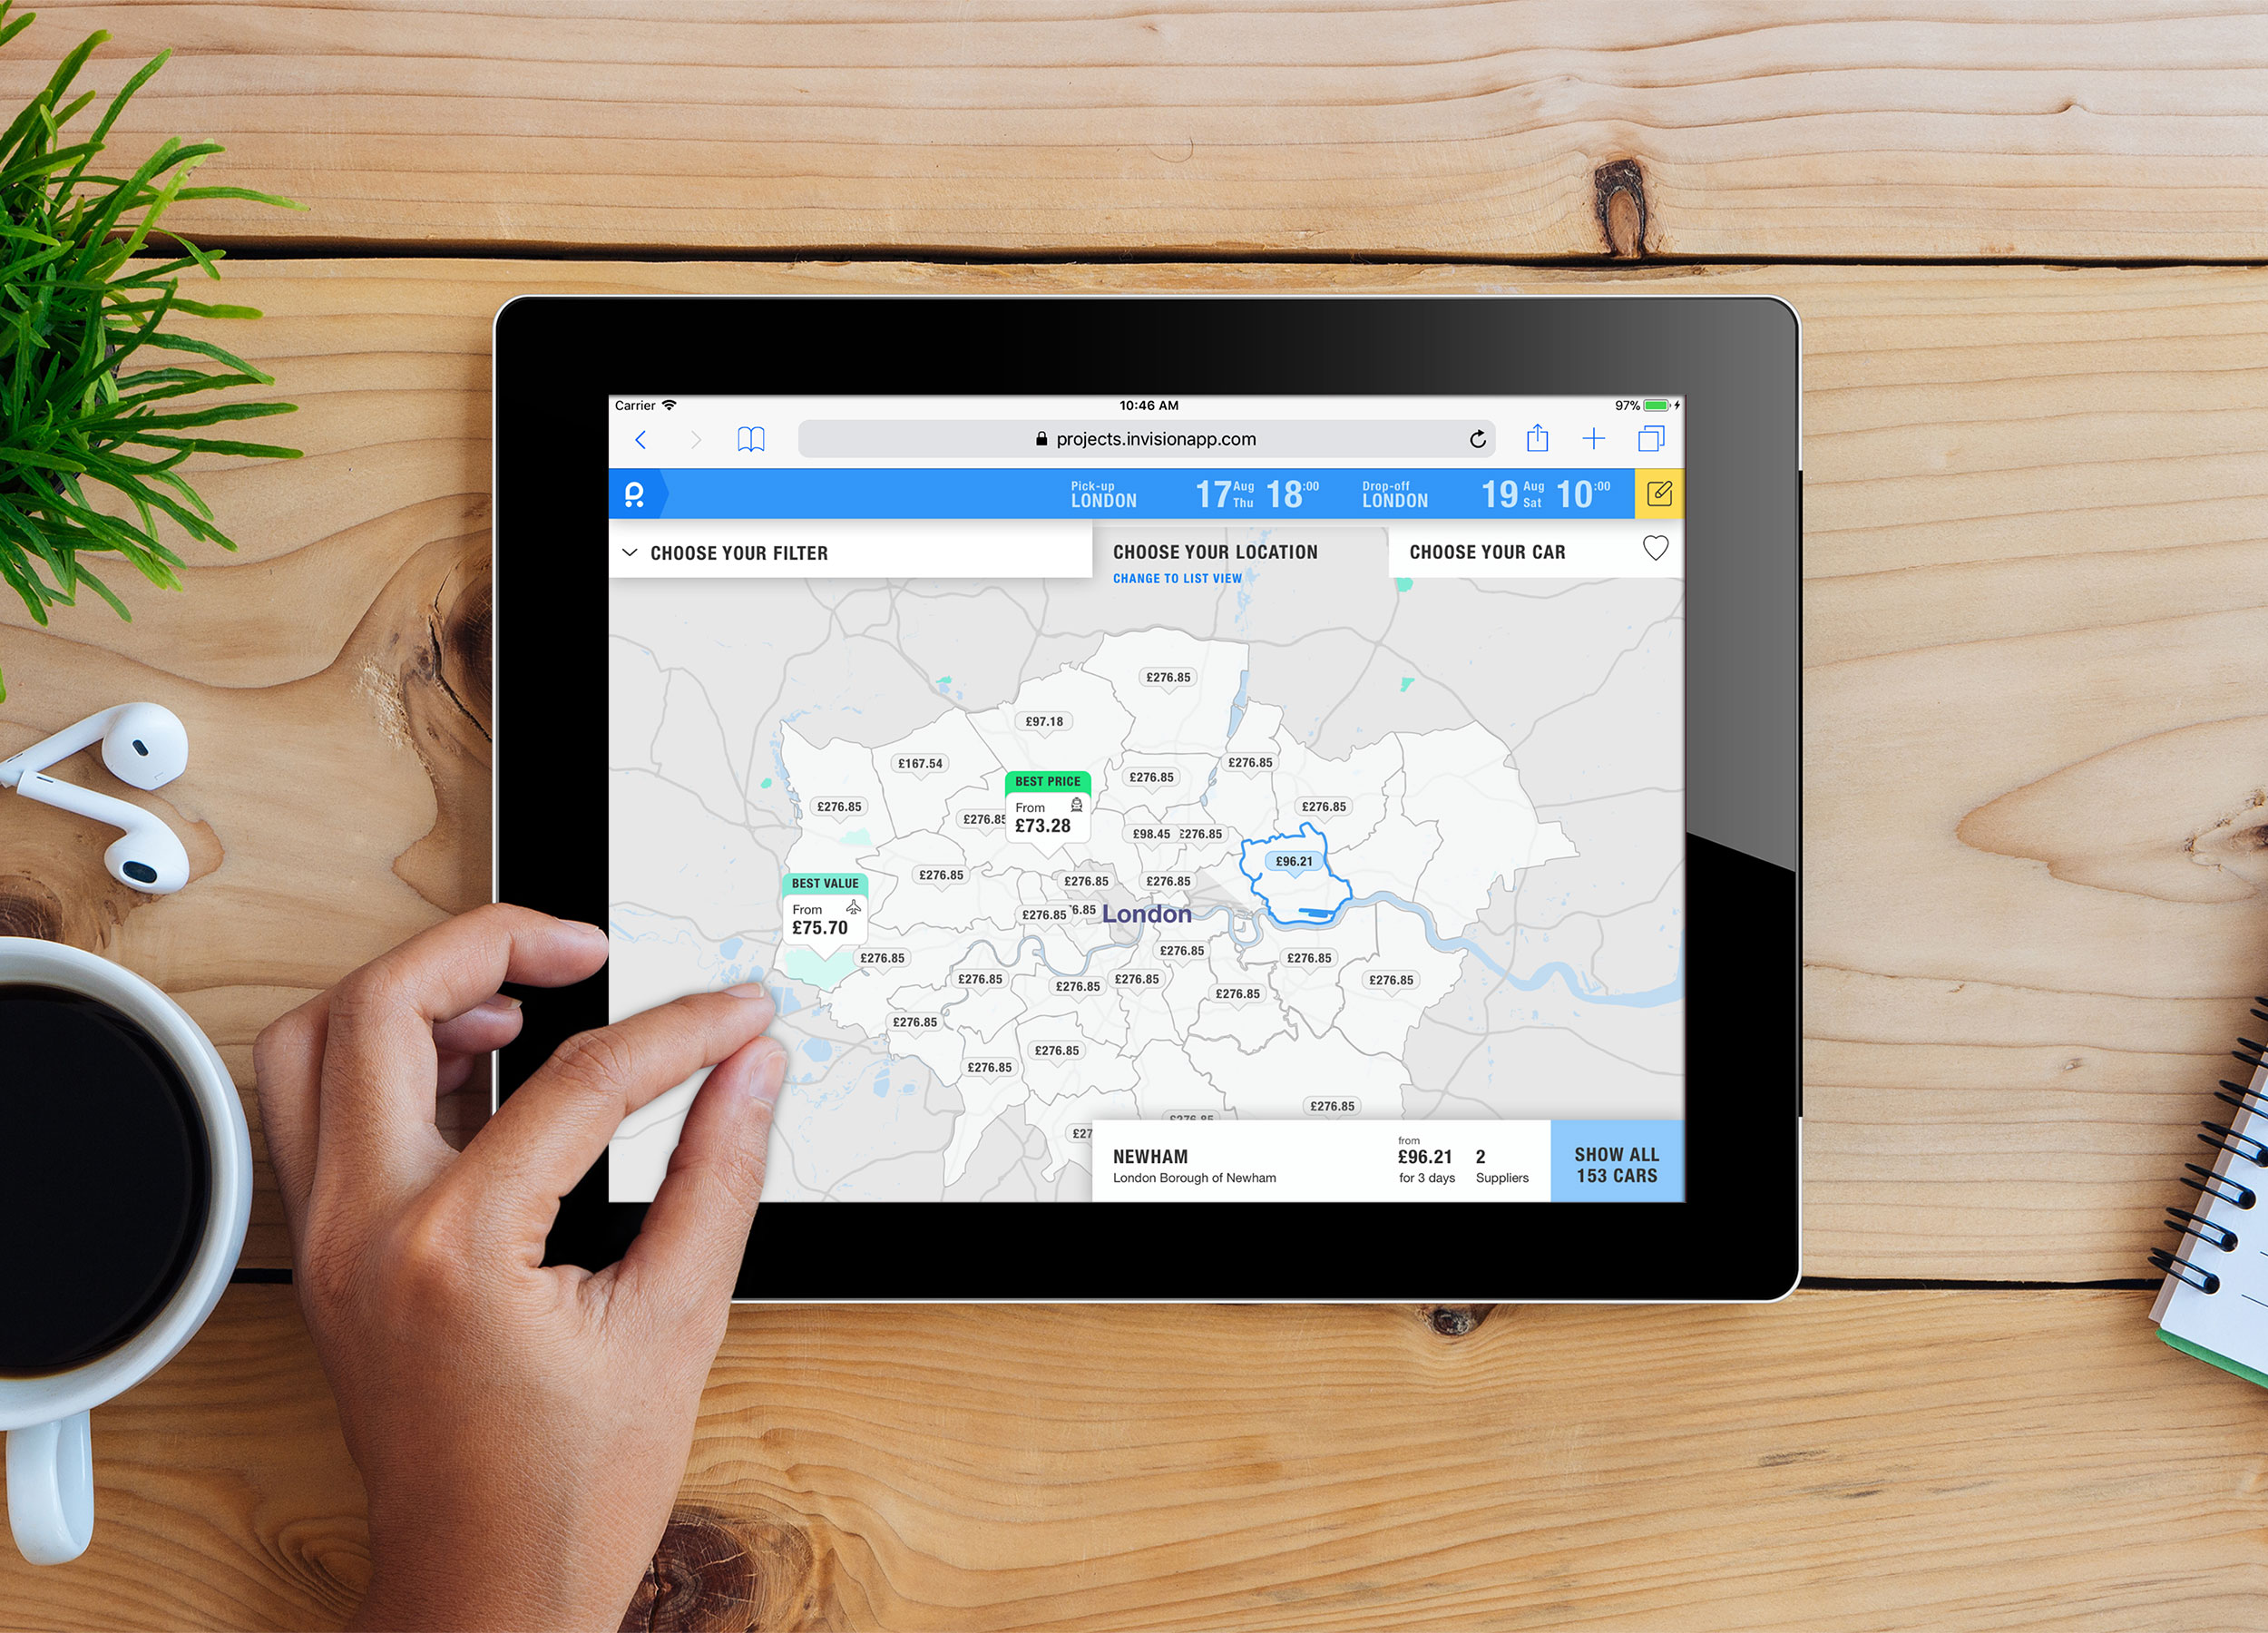 Carrier
10:46 AM
97%
projects.invisionapp.com
Pick-up
LONDON
17 Aug Thu 18:00
Drop-off
LONDON
19 Aug Sat 10:00
CHOOSE YOUR FILTER
CHOOSE YOUR LOCATION
CHANGE TO LIST VIEW
CHOOSE YOUR CAR
£276.85
£97.18
£167.54
£276.85
£276.85
BEST PRICE
From
£73.28
£276.85
£276.85
£276.85
£98.45
£276.85
£96.21
£276.85
£276.85
£276.85
BEST VALUE
From
£75.70
£276.85
London
£276.85
£276.85
£276.85
£276.85
£276.85
£276.85
£276.85
£276.85
£276.85
£276.85
£276.85
£276.85
£276.85
£276.85
NEWHAM
London Borough of Newham
from
£96.21
for 3 days
2
Suppliers
SHOW ALL
153 CARS